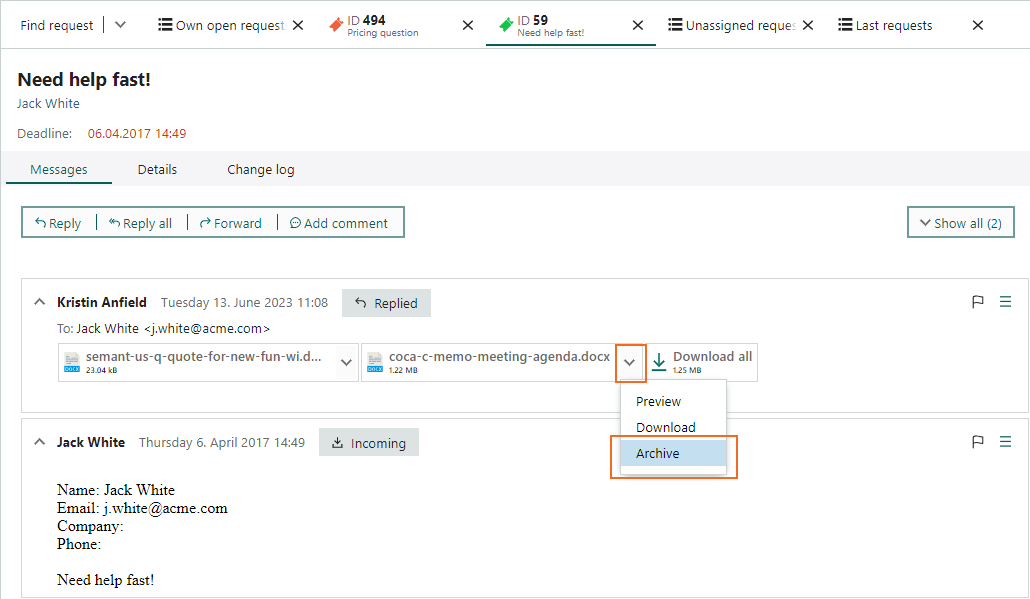 Find request
Own open request
ID 494
Pricing question
ID 59
Need help fast!
Unassigned reques
Last requests
Need help fast!
Jack White
Deadline: 06.04.2017 14:49
Messages Details Change log
Reply Reply all Forward Add comment Show all (2)
Kristin Anfield Tuesday 13. June 2023 11:08 Replied
To: Jack White <j.white@acme.com>
semant-us-q-quote-for-new-fun-wi.d...
DOCX 23.04 kB
coca-c-memo-meeting-agenda.docx
DOCX 1.22 MB
Download all
1.25 MB
Preview
Download
Archive
Jack White Thursday 6. April 2017 14:49 Incoming
Name: Jack White
Email: j.white@acme.com
Company:
Phone:
Need help fast!